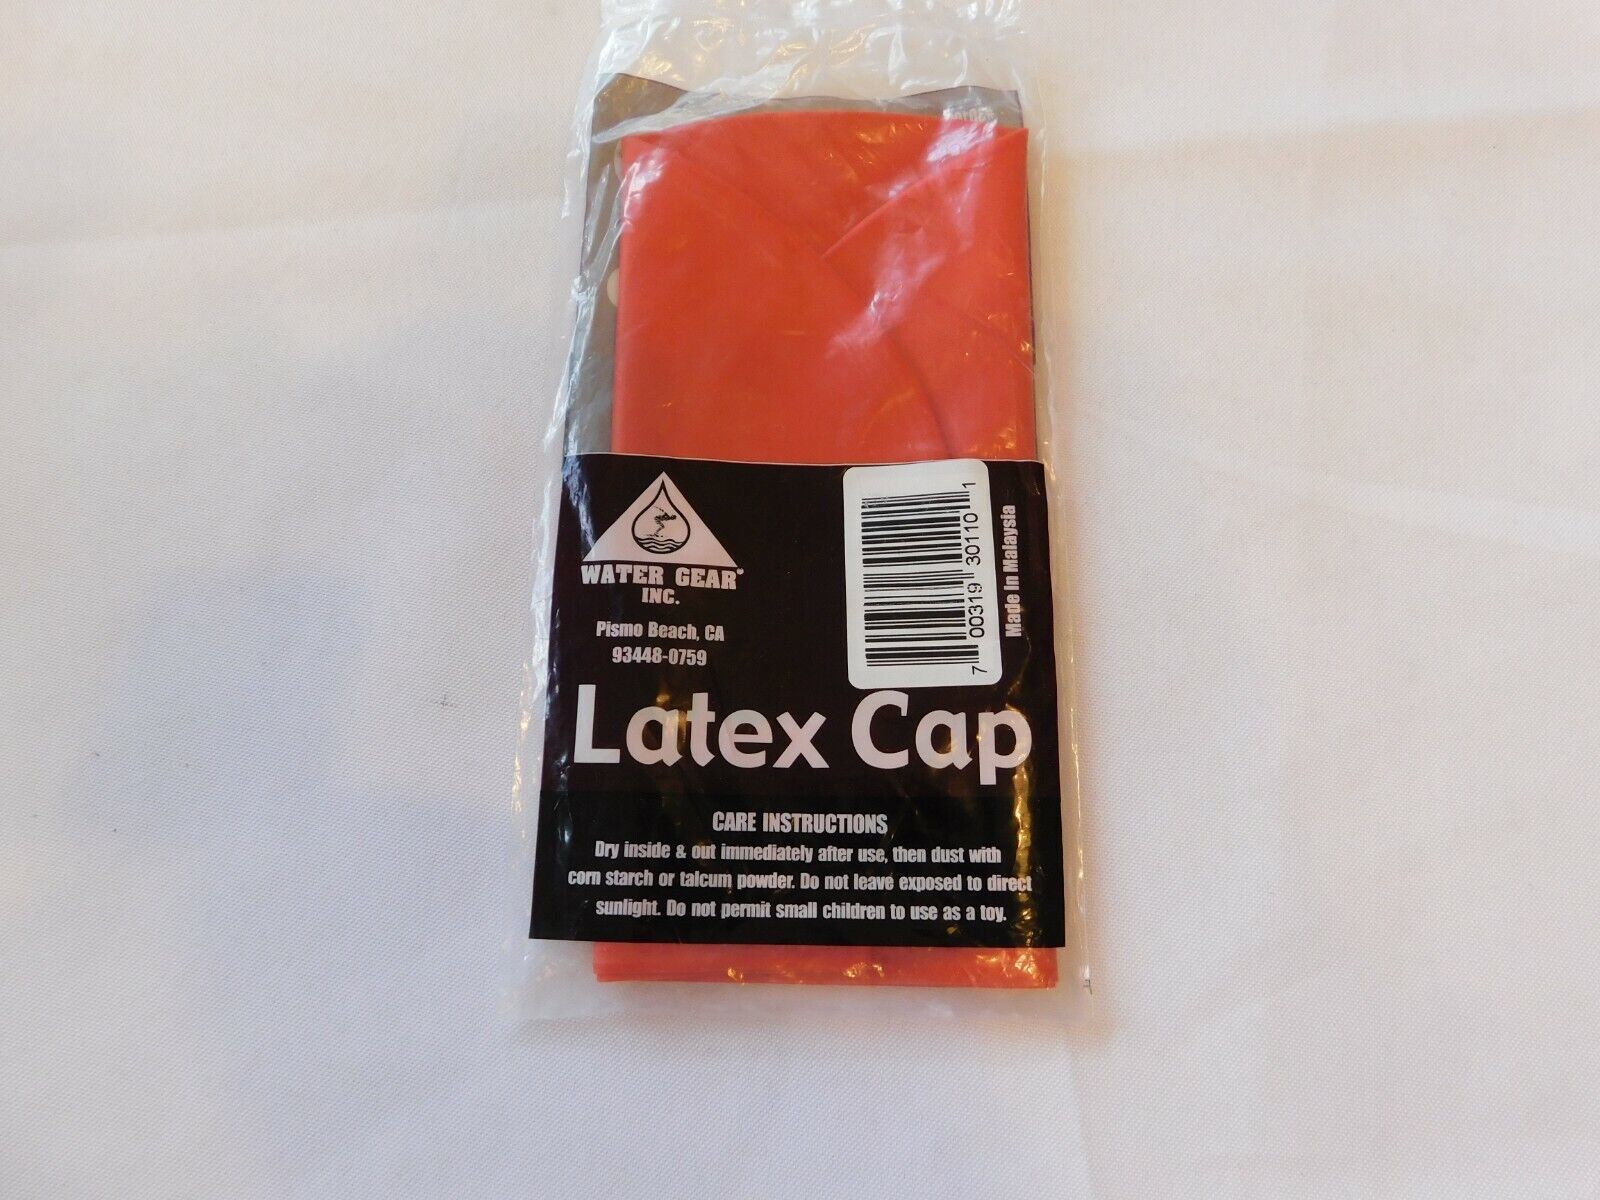 WATER GEAR®
INC.
Pismo Beach, CA
93448-0759
7 00319 30110 1
Made In Malaysia
Latex Cap
CARE INSTRUCTIONS
Dry inside & out immediately after use, then dust with
corn starch or talcum powder. Do not leave exposed to direct
sunlight. Do not permit small children to use as a toy.